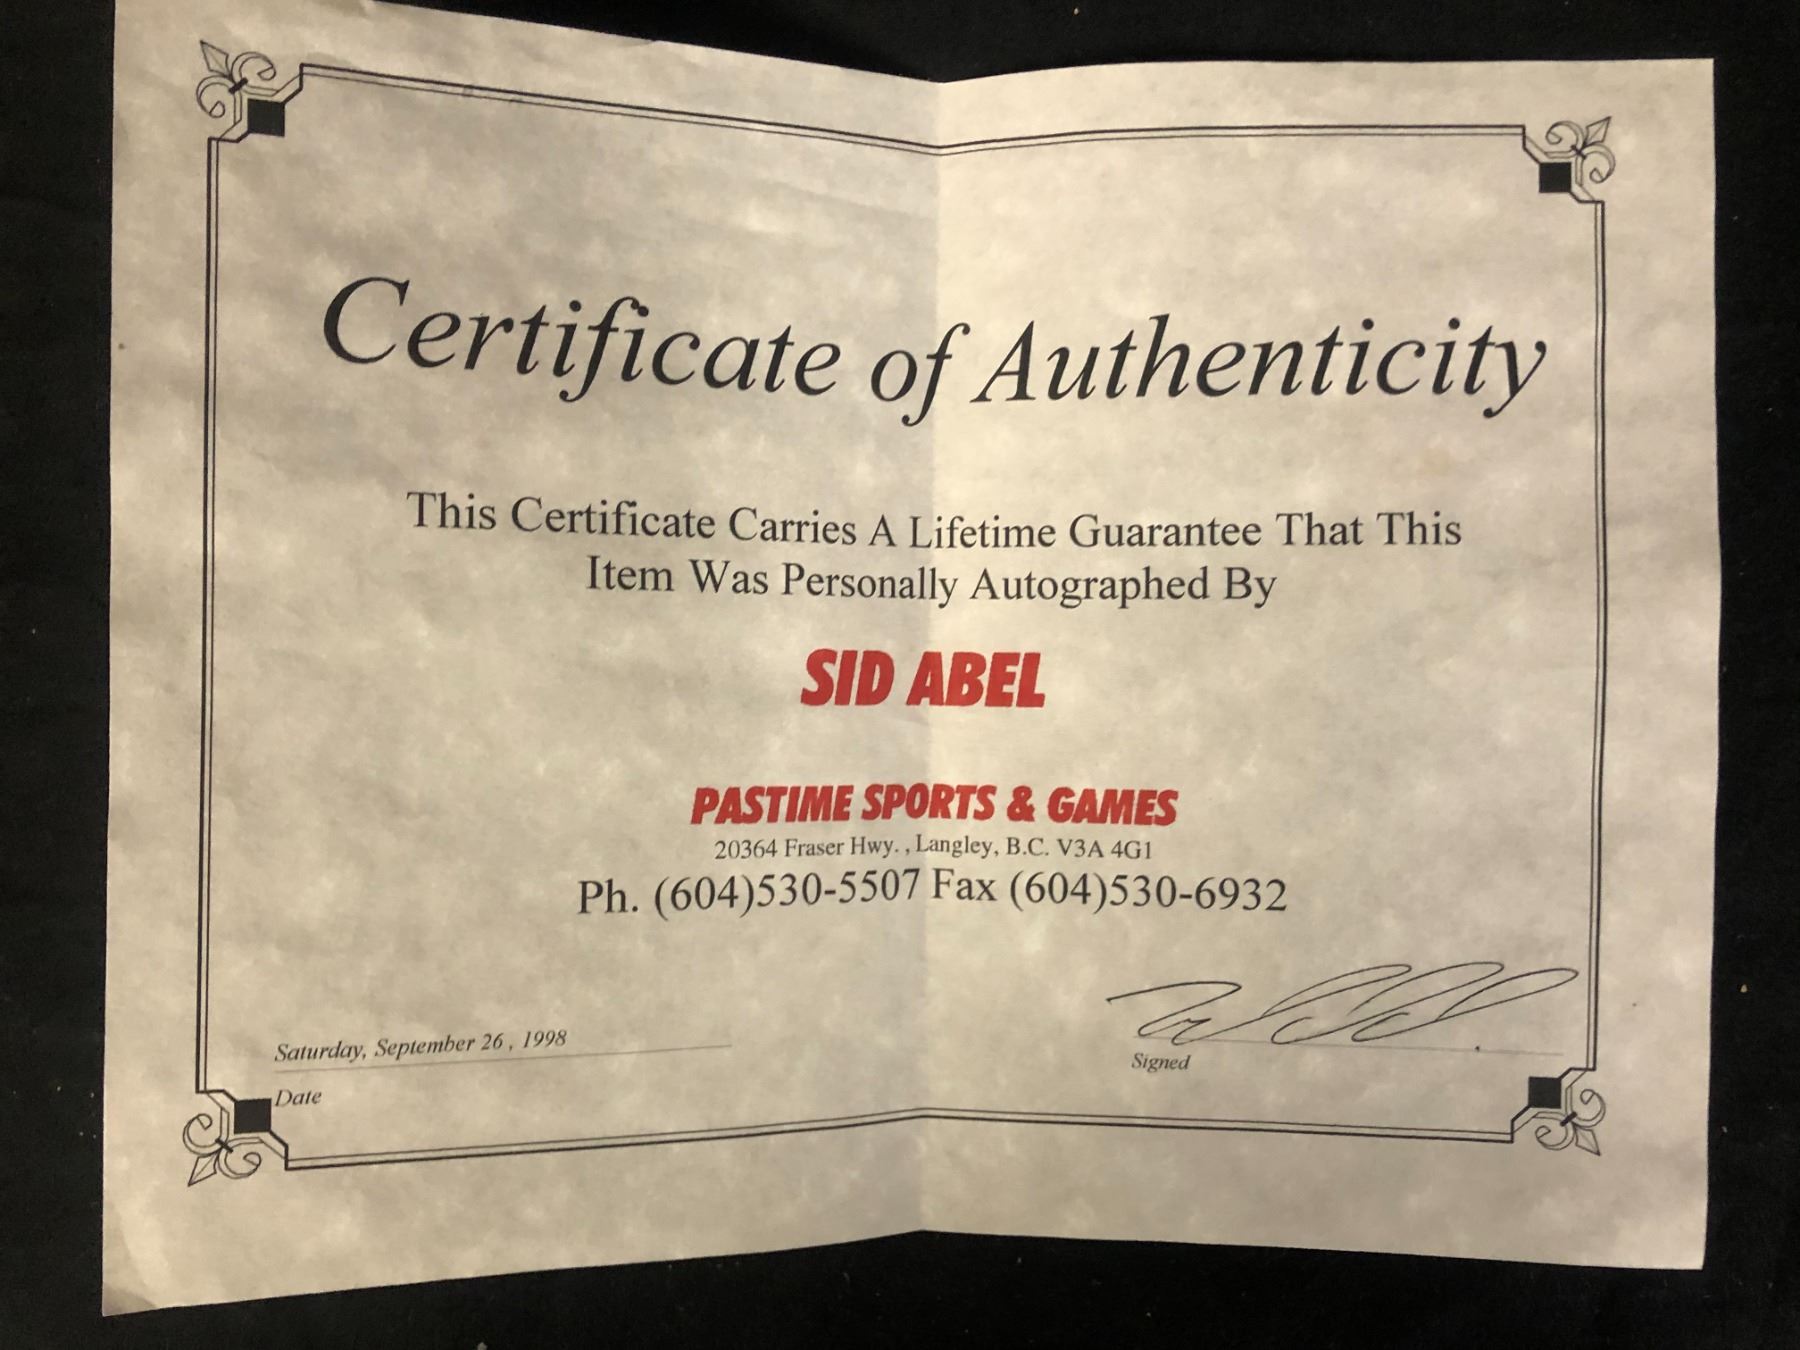 Certificate of Authenticity
This Certificate Carries A Lifetime Guarantee That This
Item Was Personally Autographed By
SID ABEL
PASTIME SPORTS & GAMES
20364 Fraser Hwy. , Langley, B.C. V3A 4G1
Ph. (604)530-5507 Fax (604)530-6932
Saturday, September 26 , 1998
Signed
Date